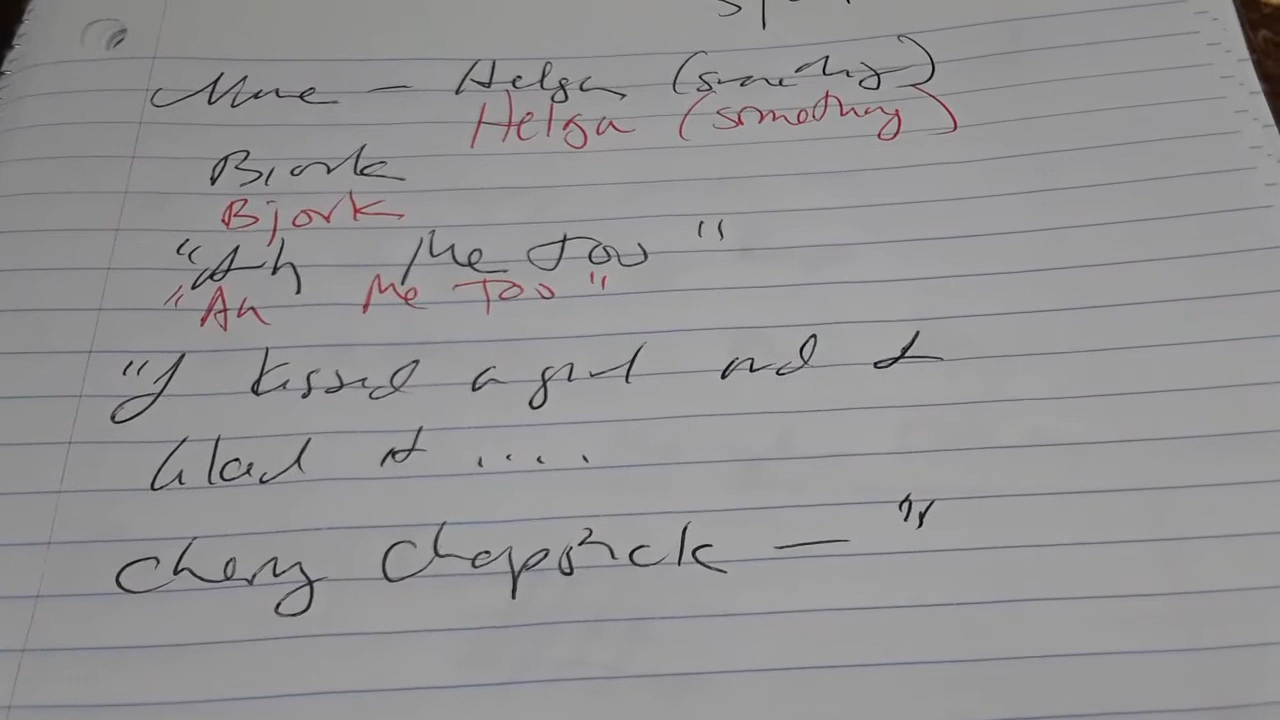 Helga (something)
Helga (something)
Bjork
Bjork
"Ah Me Too"
"Ah Me Too"
"I kissed a girl and I
liked it ....
Cherry Chapstick — "